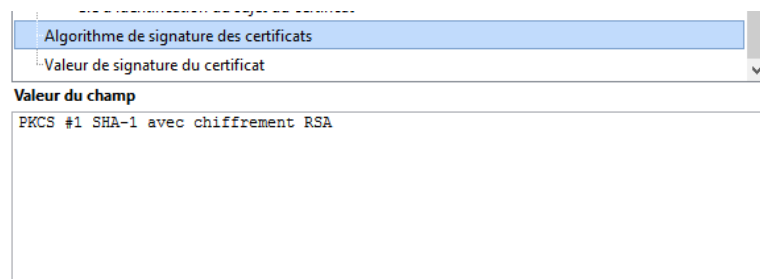 Algorithme de signature des certificats
Valeur de signature du certificat
Valeur du champ
PKCS #1 SHA-1 avec chiffrement RSA